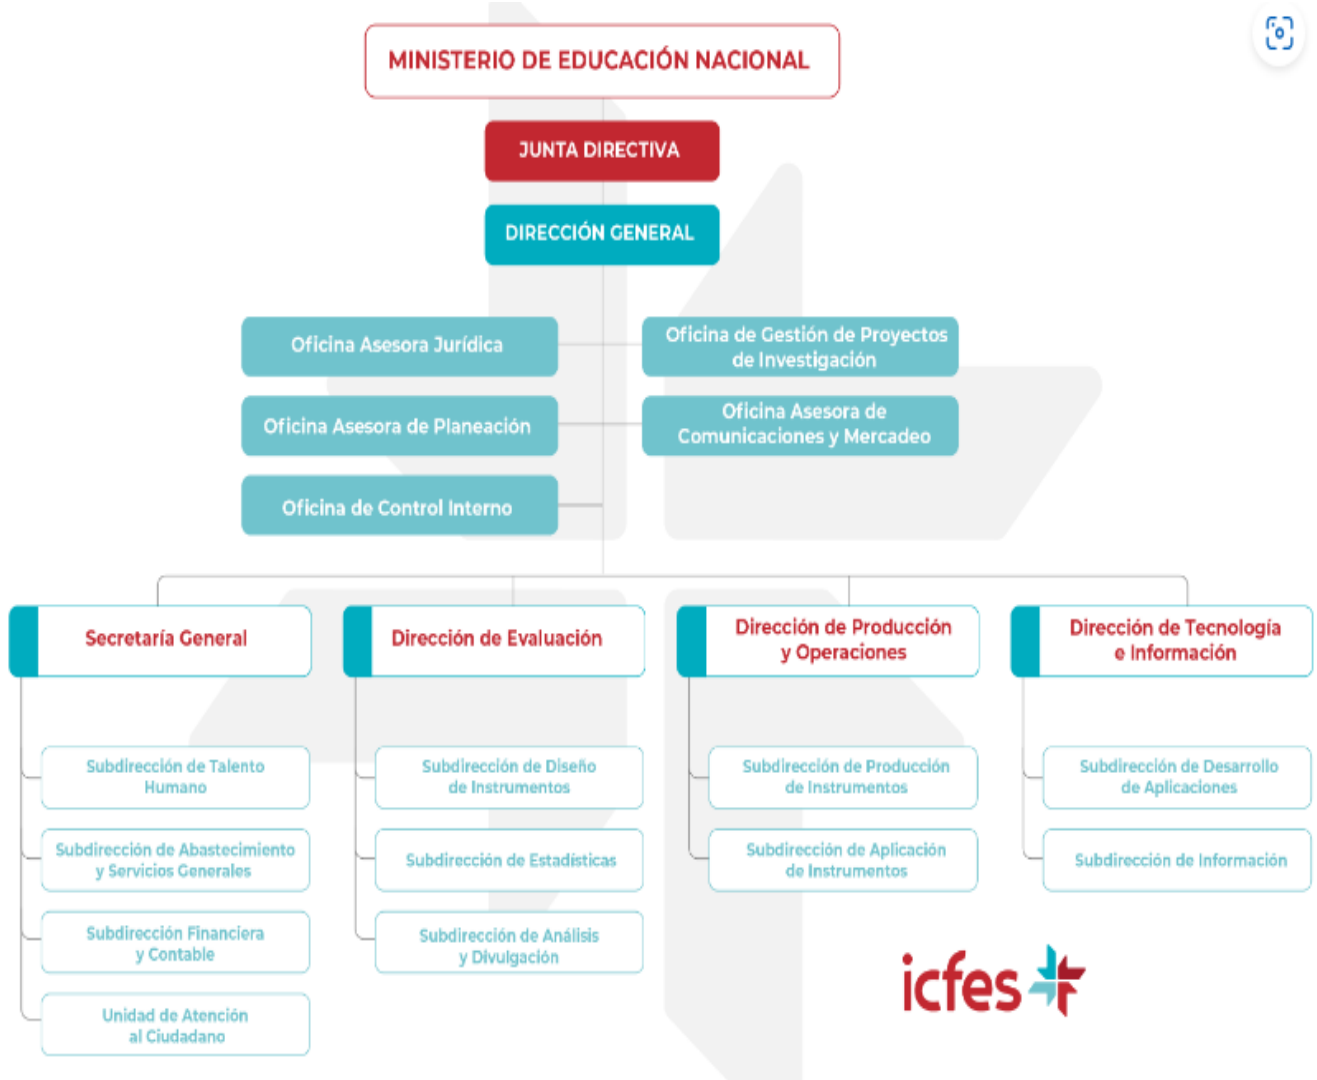 MINISTERIO DE EDUCACIÓN NACIONAL
JUNTA DIRECTIVA
DIRECCIÓN GENERAL
Oficina Asesora Jurídica
Oficina de Gestión de Proyectos
de Investigación
Oficina Asesora de Planeación
Oficina Asesora de
Comunicaciones y Mercadeo
Oficina de Control Interno
Secretaría General
Subdirección de Talento
Humano
Subdirección de Abastecimiento
y Servicios Generales
Subdirección Financiera
y Contable
Unidad de Atención
al Ciudadano
Dirección de Evaluación
Subdirección de Diseño
de Instrumentos
Subdirección de Estadísticas
Subdirección de Análisis
y Divulgación
Dirección de Producción
y Operaciones
Subdirección de Producción
de Instrumentos
Subdirección de Aplicación
de Instrumentos
Dirección de Tecnología
e Información
Subdirección de Desarrollo
de Aplicaciones
Subdirección de Información
icfes